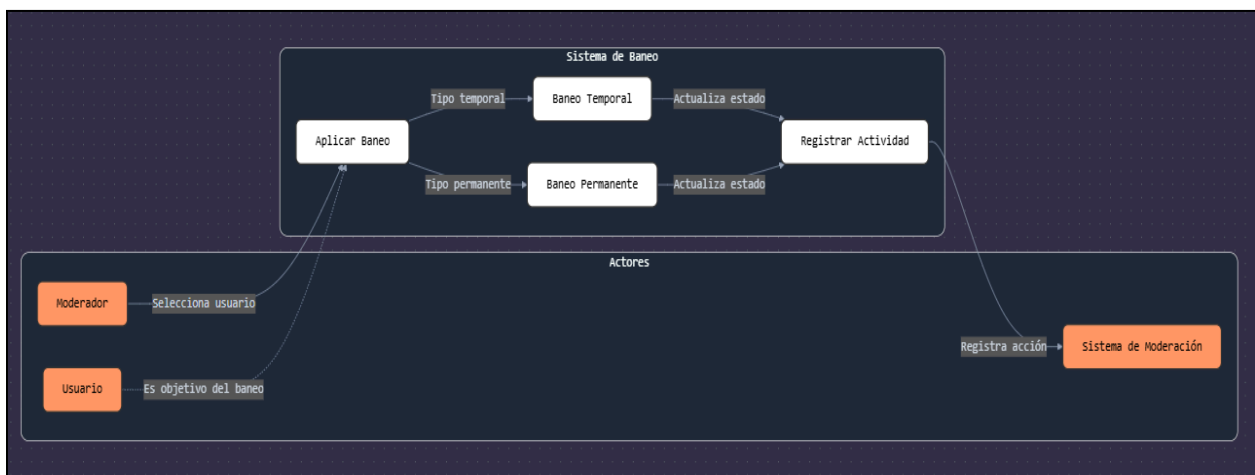 Sistema de Baneo
Tipo temporal
Baneo Temporal
Actualiza estado
Aplicar Baneo
Registrar Actividad
Tipo permanente
Baneo Permanente
Actualiza estado
Actores
Moderador
Selecciona usuario
Registra acción
Sistema de Moderación
Usuario
Es objetivo del baneo